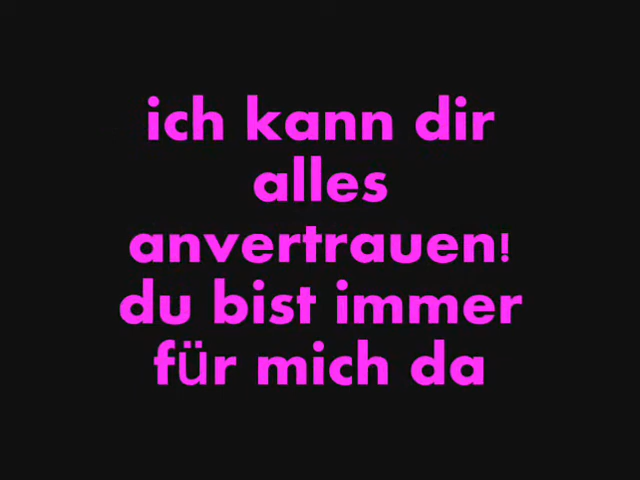 ich kann dir
alles
anvertrauen!
du bist immer
für mich da